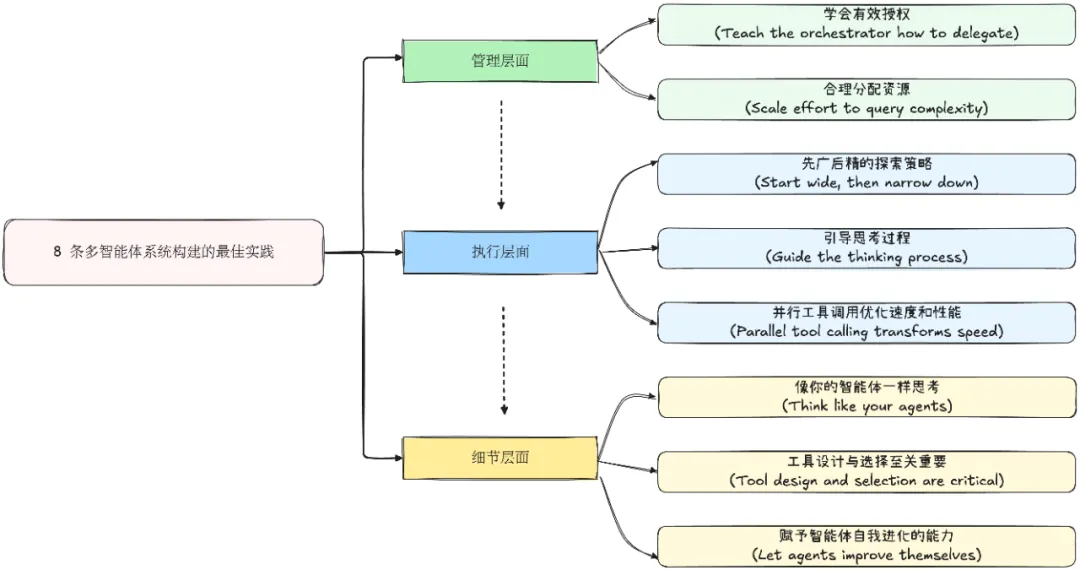 8 条多智能体系统构建的最佳实践
管理层面
学会有效授权
(Teach the orchestrator how to delegate)
合理分配资源
(Scale effort to query complexity)
执行层面
先广后精的探索策略
(Start wide, then narrow down)
引导思考过程
(Guide the thinking process)
并行工具调用优化速度和性能
(Parallel tool calling transforms speed)
细节层面
像你的智能体一样思考
(Think like your agents)
工具设计与选择至关重要
(Tool design and selection are critical)
赋予智能体自我进化的能力
(Let agents improve themselves)